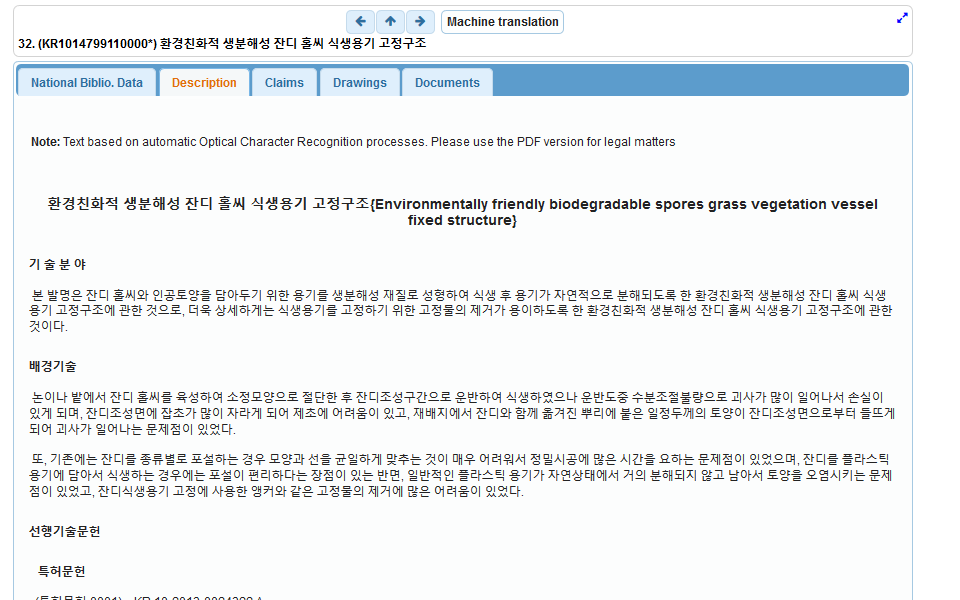 Machine translation
32. (KR1014799110000*) 환경친화적 생분해성 잔디 홀씨 식생용기 고정구조
National Biblio. Data Description Claims Drawings Documents
Note: Text based on automatic Optical Character Recognition processes. Please use the PDF version for legal matters
환경친화적 생분해성 잔디 홀씨 식생용기 고정구조{Environmentally friendly biodegradable spores grass vegetation vessel
fixed structure}
기 술 분 야
본 발명은 잔디 홀씨와 인공토양을 담아두기 위한 용기를 생분해성 재질로 성형하여 식생 후 용기가 자연적으로 분해되도록 한 환경친화적 생분해성 잔디 홀씨 식생
용기 고정구조에 관한 것으로, 더욱 상세하게는 식생용기를 고정하기 위한 고정물의 제거가 용이하도록 한 환경친화적 생분해성 잔디 홀씨 식생용기 고정구조에 관한
것이다.
배경기술
논이나 밭에서 잔디 홀씨를 육성하여 소정모양으로 절단한 후 잔디조성구간으로 운반하여 식생하였으나 운반도중 수분조절불량으로 괴사가 많이 일어나서 손실이
있게 되며, 잔디조성면에 잡초가 많이 자라게 되어 제초에 어려움이 있고, 재배지에서 잔디와 함께 옮겨진 뿌리에 붙은 일정두께의 토양이 잔디조성면으로부터 들뜨게
되어 괴사가 일어나는 문제점이 있었다.
또, 기존에는 잔디를 종류별로 포설하는 경우 모양과 선을 균일하게 맞추는 것이 매우 어려워서 정밀시공에 많은 시간을 요하는 문제점이 있었으며, 잔디를 플라스틱
용기에 담아서 식생하는 경우에는 포설이 편리하다는 장점이 있는 반면, 일반적인 플라스틱 용기가 자연상태에서 거의 분해되지 않고 남아서 토양을 오염시키는 문제
점이 있었고, 잔디식생용기 고정에 사용한 앵커와 같은 고정물의 제거에 많은 어려움이 있었다.
선행기술문헌
특허문헌